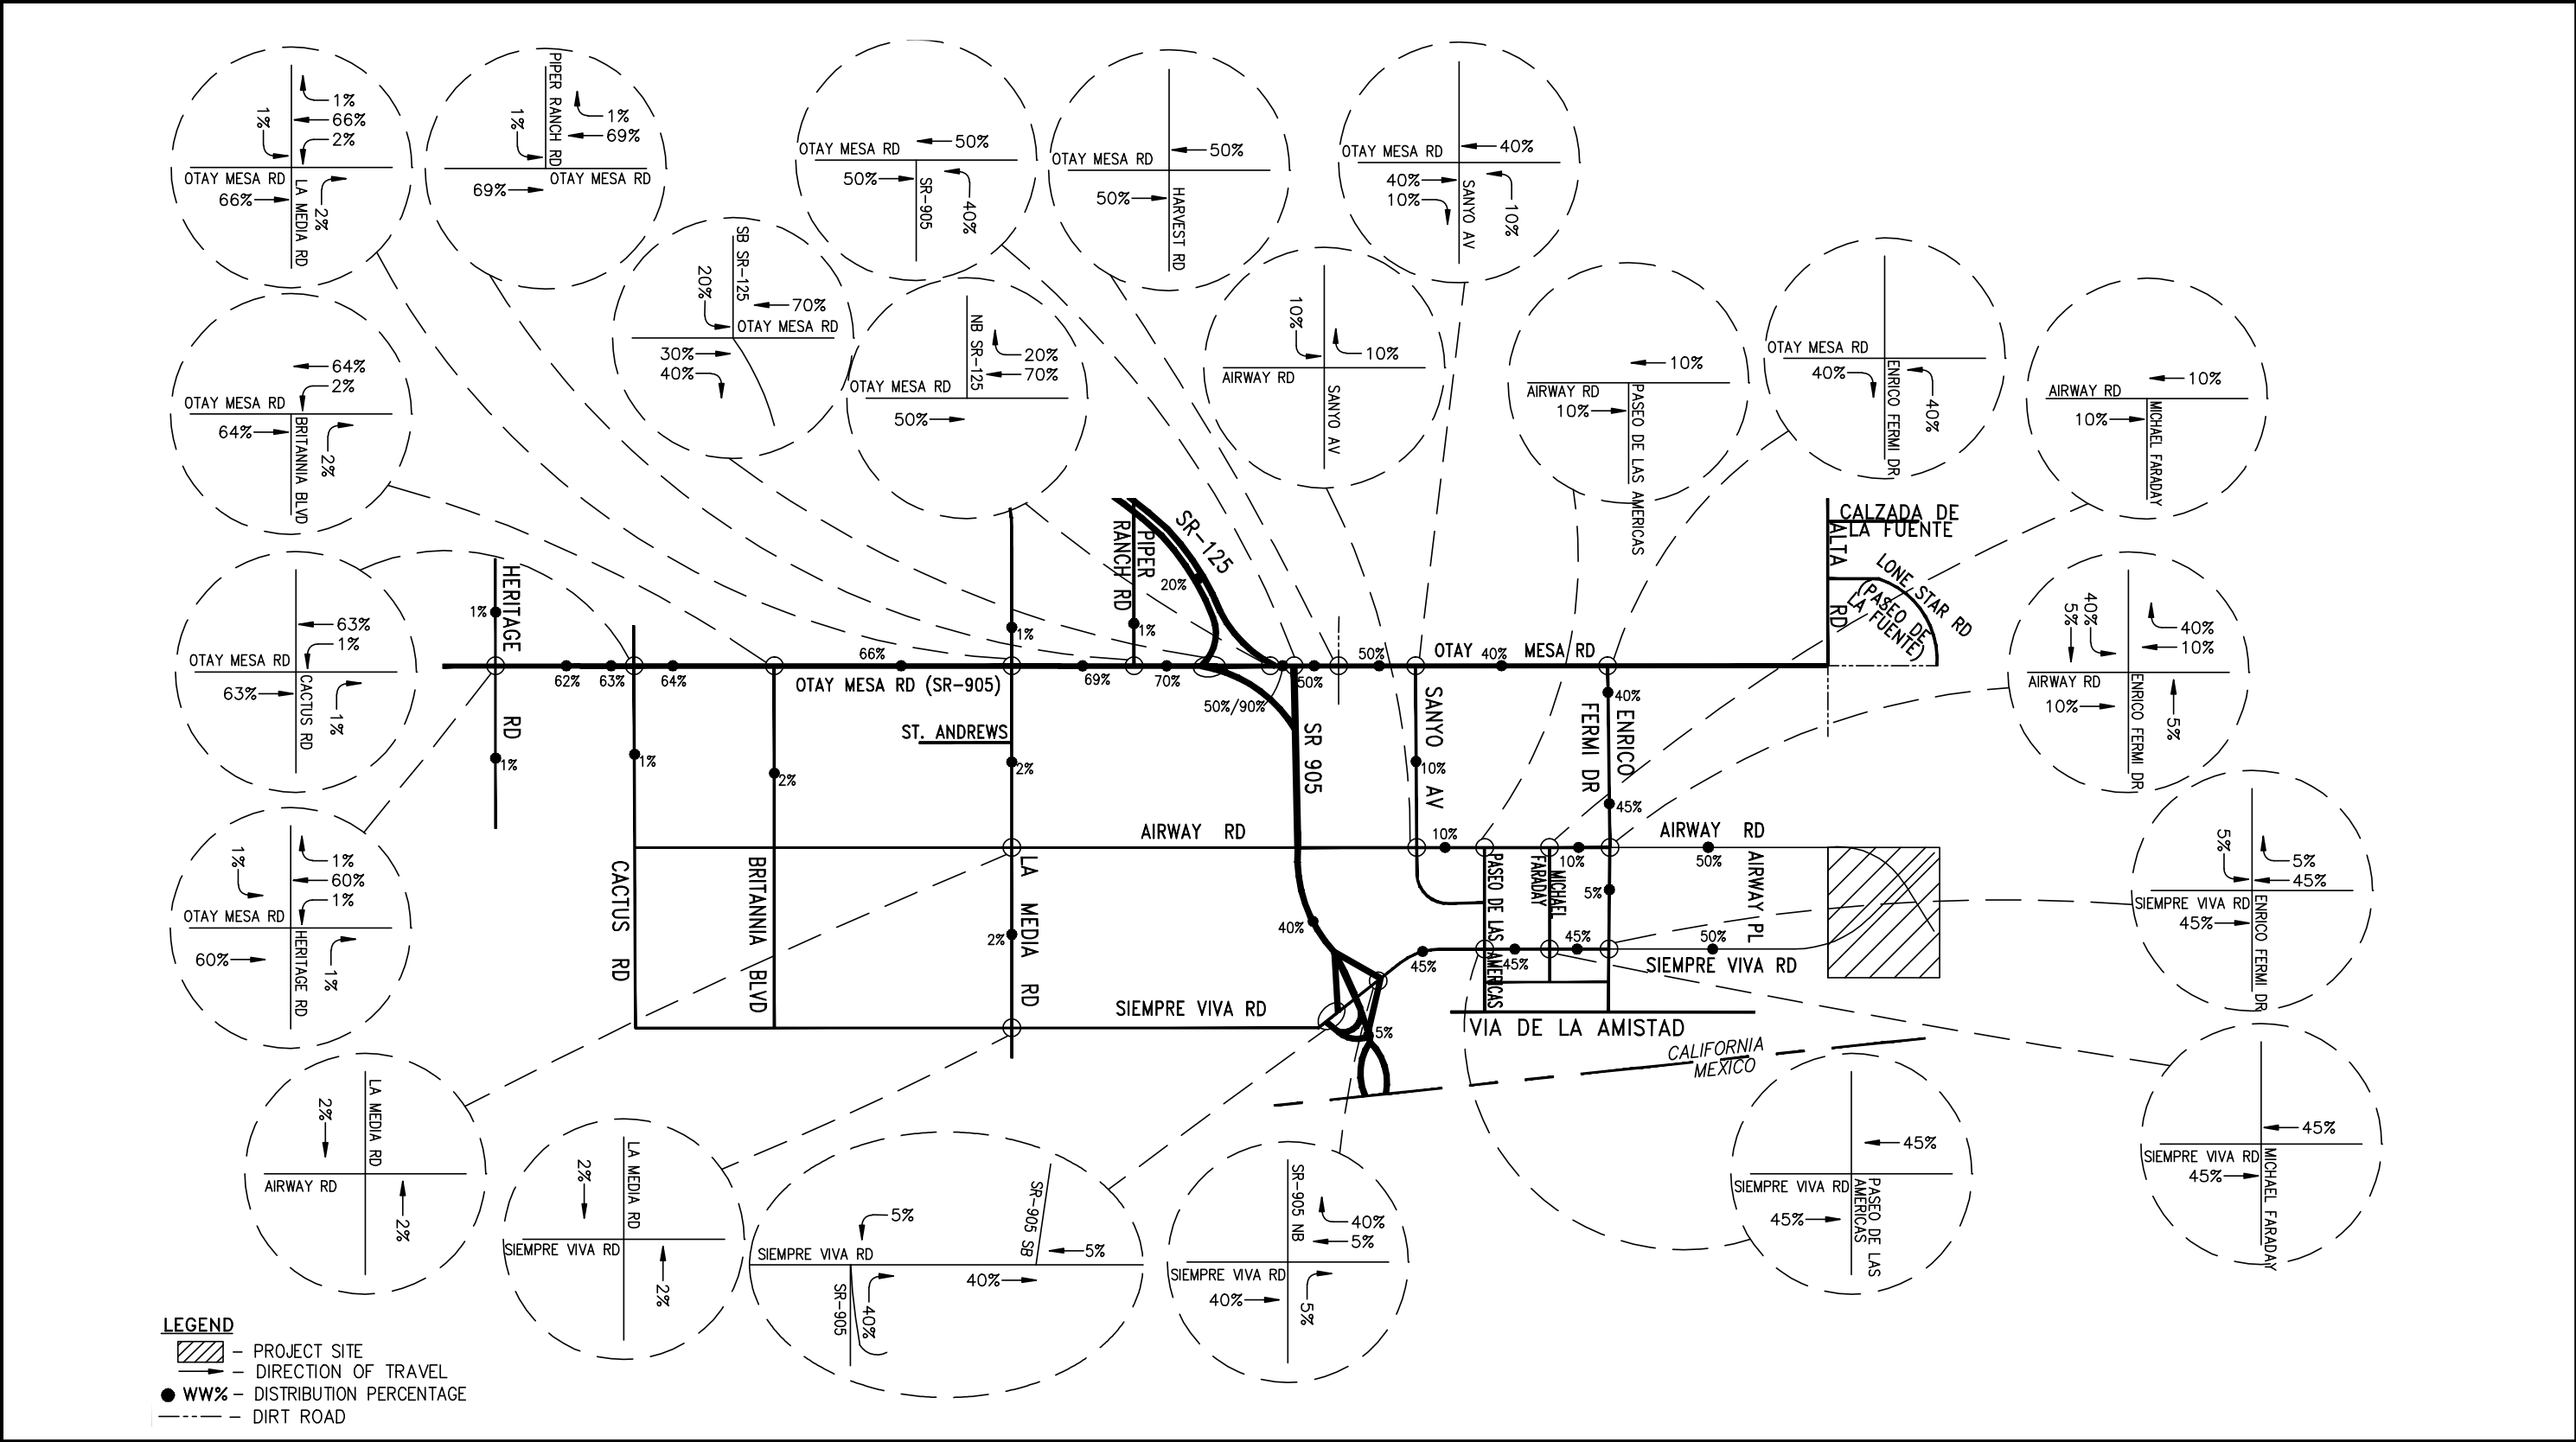 1%
66%
2%
1%
OTAY MESA RD
66%
LA MEDIA RD
2%
PIPER RANCH RD
1%
1%
69%
OTAY MESA RD
69%
OTAY MESA RD
50%
50%
SR-905
40%
OTAY MESA RD
50%
50%
HARVEST RD
OTAY MESA RD
40%
40%
10%
SANYO AV
10%
SB SR-125
20%
70%
OTAY MESA RD
30%
40%
NB SR-125
20%
70%
OTAY MESA RD
50%
10%
10%
AIRWAY RD
SANYO AV
10%
AIRWAY RD
10%
PASEO DE LAS AMERICAS
OTAY MESA RD
40%
ENRICO FERMI DR
40%
10%
AIRWAY RD
10%
MICHAEL FARADAY
64%
2%
OTAY MESA RD
64%
BRITANNIA BLVD
2%
63%
1%
OTAY MESA RD
63%
CACTUS RD
1%
1%
1%
60%
1%
OTAY MESA RD
60%
HERITAGE RD
1%
5%
40%
40%
10%
AIRWAY RD
10%
ENRICO FERMI DR
5%
5%
5%
45%
SIEMPRE VIVA RD
45%
ENRICO FERMI DR
HERITAGE
RD
1%
1%
62%
63%
64%
66%
OTAY MESA RD (SR-905)
1%
69%
70%
PIPER
RANCH RD
1%
SR-125
20%
50%/90%
50%
50%
OTAY
40%
MESA RD
CALZADA DE
LA FUENTE
ALTA
RD
LONE STAR RD
(PASEO DE
LA FUENTE)
ST. ANDREWS
1%
2%
2%
SR 905
SANYO AV
10%
40%
ENRICO
FERMI DR
45%
AIRWAY RD
10%
10%
AIRWAY RD
50%
AIRWAY PL
CACTUS RD
BRITANNIA BLVD
LA MEDIA RD
2%
40%
PASEO DE LAS AMERICAS
MICHAEL
FARADAY
5%
45%
45%
45%
50%
SIEMPRE VIVA RD
SIEMPRE VIVA RD
5%
VIA DE LA AMISTAD
CALIFORNIA
MEXICO
2%
LA MEDIA RD
AIRWAY RD
2%
2%
LA MEDIA RD
SIEMPRE VIVA RD
2%
5%
SIEMPRE VIVA RD
SR-905 SB
5%
40%
SR-905
40%
SR-905 NB
40%
5%
SIEMPRE VIVA RD
40%
5%
45%
SIEMPRE VIVA RD
45%
PASEO DE LAS
AMERICAS
45%
SIEMPRE VIVA RD
45%
MICHAEL FARADAY
LEGEND
– PROJECT SITE
– DIRECTION OF TRAVEL
WW% – DISTRIBUTION PERCENTAGE
– DIRT ROAD